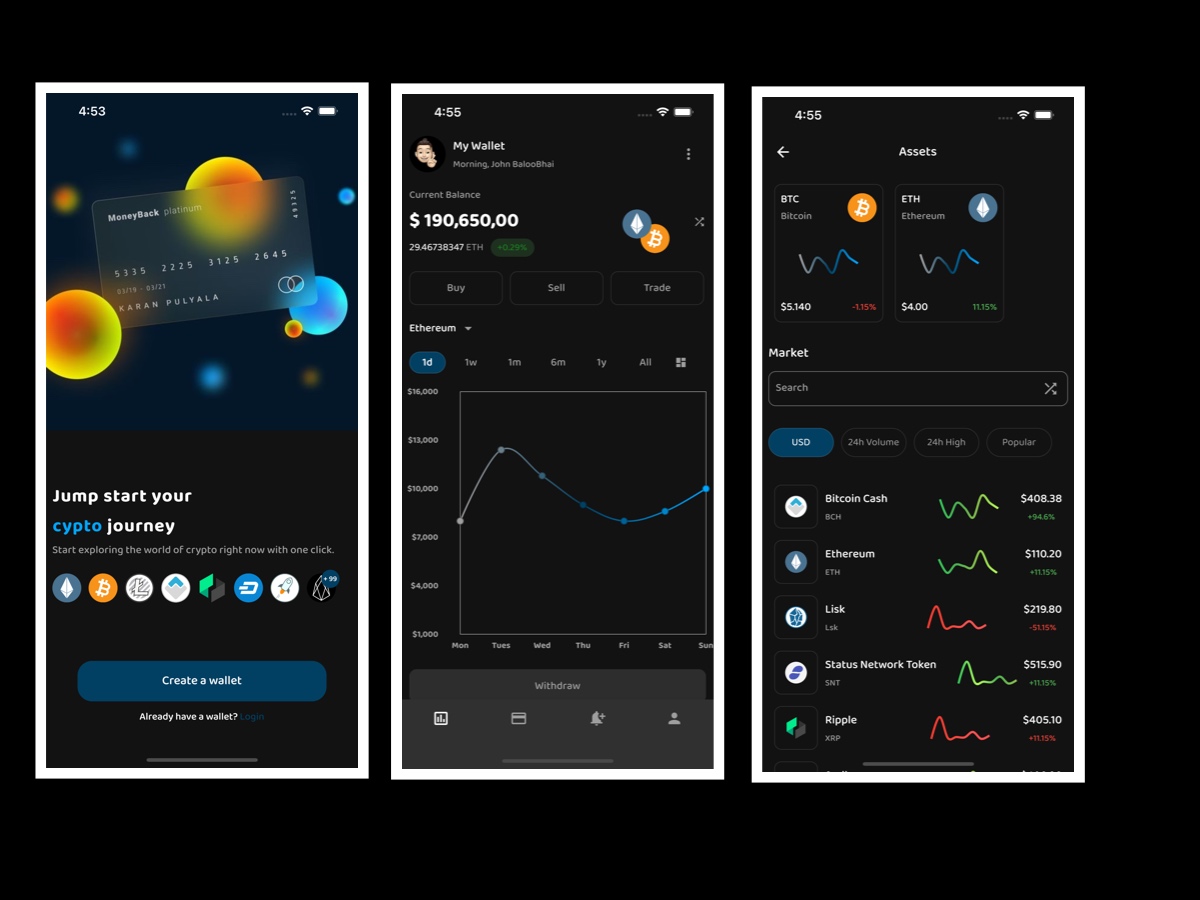 4:53
MoneyBack platinum
49325
5335 2225 3125 2645
03/19 - 03/21
KARAN PULYALA
Jump start your
cypto journey
Start exploring the world of crypto right now with one click.
+ 99
Create a wallet
Already have a wallet? Login
4:55
My Wallet
Morning, John BalooBhai
Current Balance
$ 190,650,00
29.46738347 ETH +0.29%
Buy Sell Trade
Ethereum
1d 1w 1m 6m 1y All
$16,000
$13,000
$10,000
$7,000
$4,000
$1,000
Mon Tues Wed Thu Fri Sat Sun
Withdraw
4:55
Assets
BTC
Bitcoin
$5.140 -1.15%
ETH
Ethereum
$4.00 11.15%
Market
Search
USD 24h Volume 24h High Popular
Bitcoin Cash $408.38
BCH +94.6%
Ethereum $110.20
ETH +11.15%
Lisk $219.80
Lsk -51.15%
Status Network Token $515.90
SNT +11.15%
Ripple $405.10
XRP +11.15%